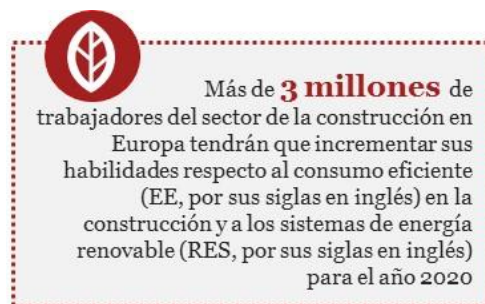 Más de 3 millones de
trabajadores del sector de la construcción en
Europa tendrán que incrementar sus
habilidades respecto al consumo eficiente
(EE, por sus siglas en inglés) en la
construcción y a los sistemas de energía
renovable (RES, por sus siglas en inglés)
para el año 2020